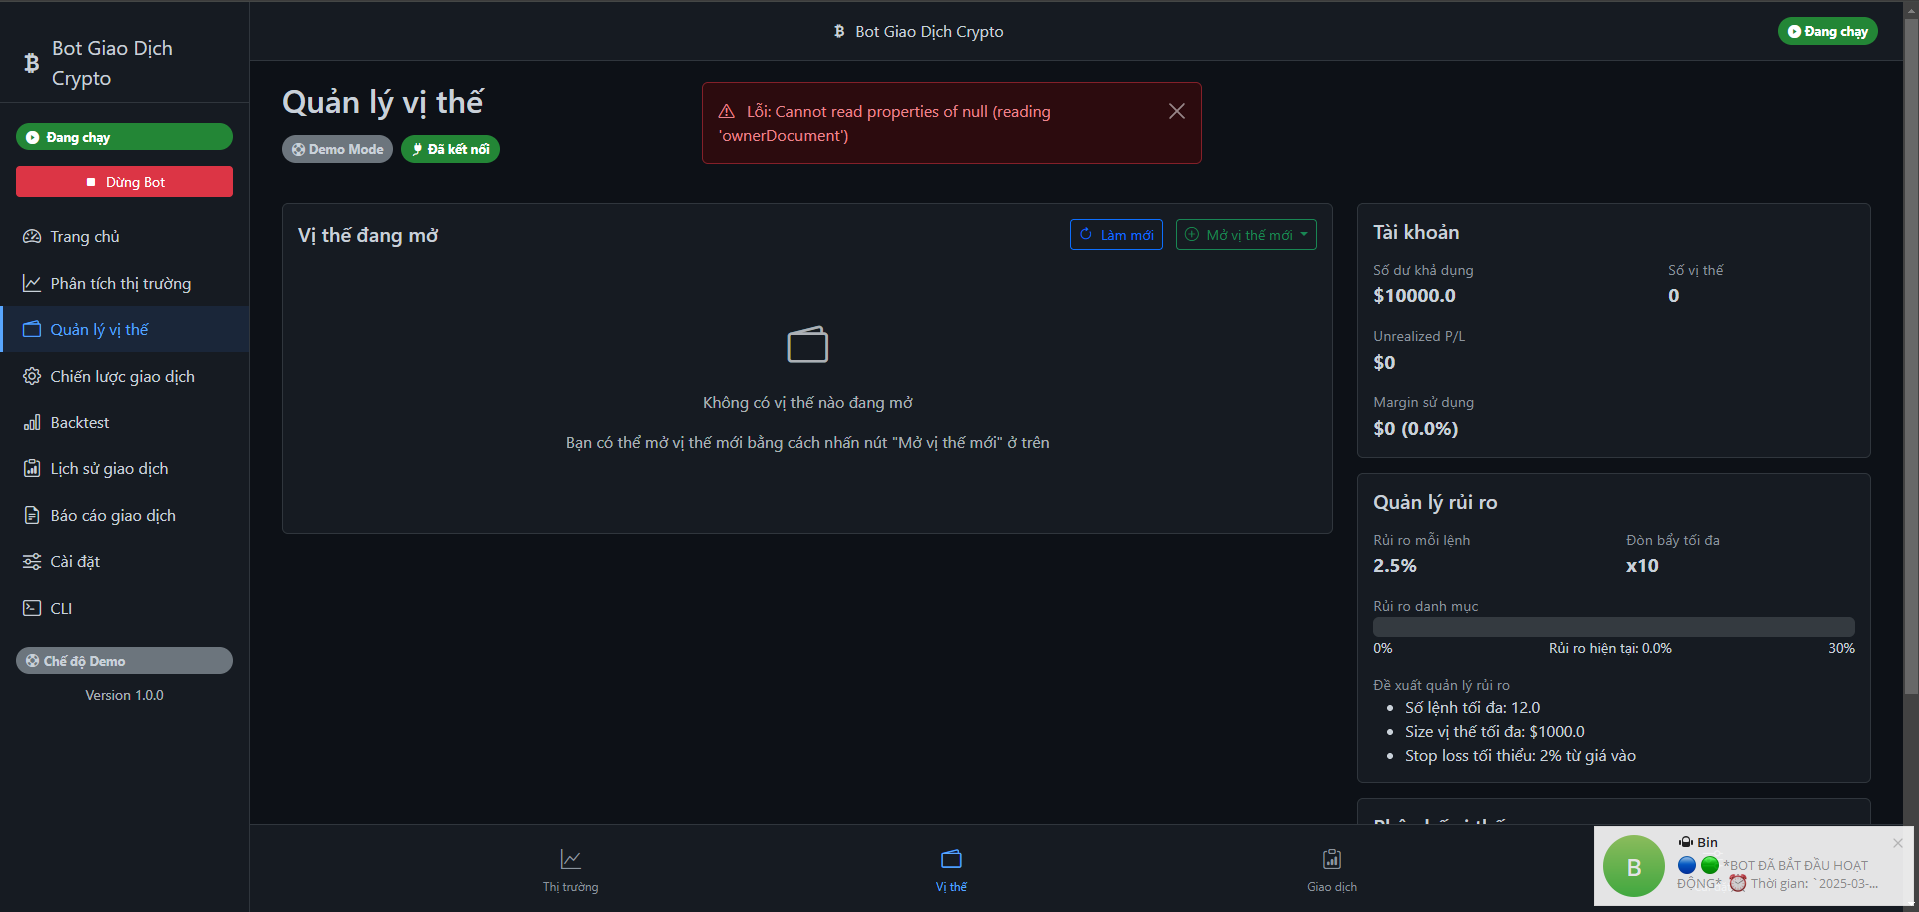 Bot Giao Dịch
Crypto
Đang chạy
Dừng Bot
Trang chủ
Phân tích thị trường
Quản lý vị thế
Chiến lược giao dịch
Backtest
Lịch sử giao dịch
Báo cáo giao dịch
Cài đặt
CLI
Chế độ Demo
Version 1.0.0
Bot Giao Dịch Crypto
Đang chạy
Quản lý vị thế
Demo Mode
Đã kết nối
Lỗi: Cannot read properties of null (reading
'ownerDocument')
Vị thế đang mở
Làm mới
Mở vị thế mới
Không có vị thế nào đang mở
Bạn có thể mở vị thế mới bằng cách nhấn nút "Mở vị thế mới" ở trên
Tài khoản
Số dư khả dụng
$10000.0
Số vị thế
0
Unrealized P/L
$0
Margin sử dụng
$0 (0.0%)
Quản lý rủi ro
Rủi ro mỗi lệnh
2.5%
Đòn bẩy tối đa
x10
Rủi ro danh mục
0%
Rủi ro hiện tại: 0.0%
30%
Đề xuất quản lý rủi ro
Số lệnh tối đa: 12.0
Size vị thế tối đa: $1000.0
Stop loss tối thiểu: 2% từ giá vào
Thị trường
Vị thế
Giao dịch
B
Bin
*BOT ĐÃ BẮT ĐẦU HOẠT
ĐỘNG* ⏰ Thời gian: `2025-03-...